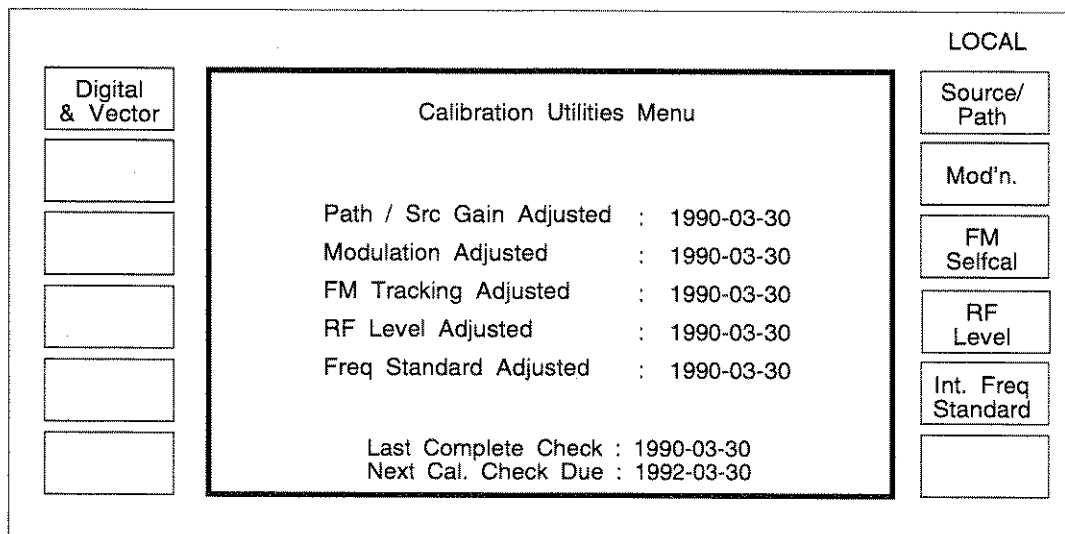 LOCAL
Digital
& Vector
Calibration Utilities Menu
Path / Src Gain Adjusted : 1990-03-30
Modulation Adjusted : 1990-03-30
FM Tracking Adjusted : 1990-03-30
RF Level Adjusted : 1990-03-30
Freq Standard Adjusted : 1990-03-30
Last Complete Check : 1990-03-30
Next Cal. Check Due : 1992-03-30
Source/
Path
Mod'n.
FM
Selfcal
RF
Level
Int. Freq
Standard